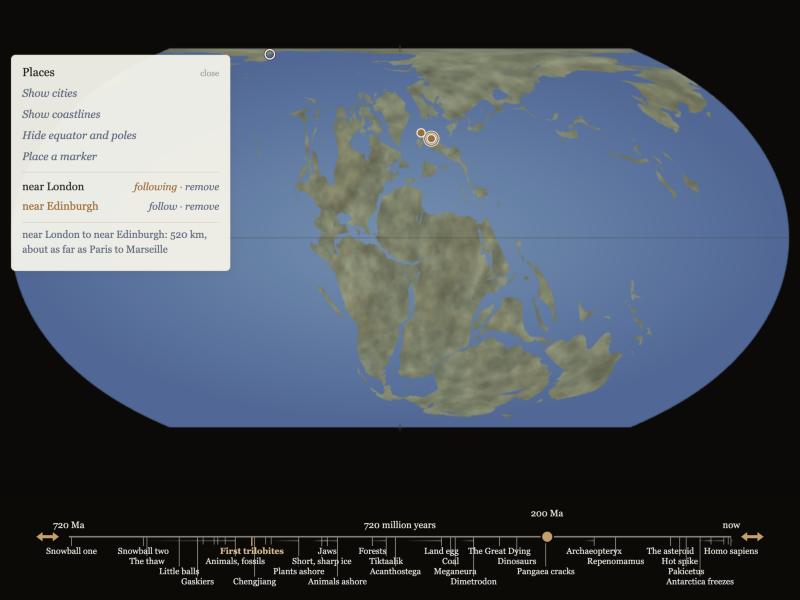 Places
close
Show cities
Show coastlines
Hide equator and poles
Place a marker
near London following · remove
near Edinburgh follow · remove
near London to near Edinburgh: 520 km,
about as far as Paris to Marseille
200 Ma
720 Ma
720 million years
now
Snowball one
Snowball two
First trilobites
Jaws
Forests
Land egg
The Great Dying
Archaeopteryx
The asteroid
Homo sapiens
The thaw
Animals, fossils
Short, sharp ice
Tiktaalik
Coal
Dinosaurs
Repenomamus
Hot spike
Little balls
Plants ashore
Acanthostega
Meganeura
Pangaea cracks
Pakicetus
Gaskiers
Chengjiang
Animals ashore
Dimetrodon
Antarctica freezes